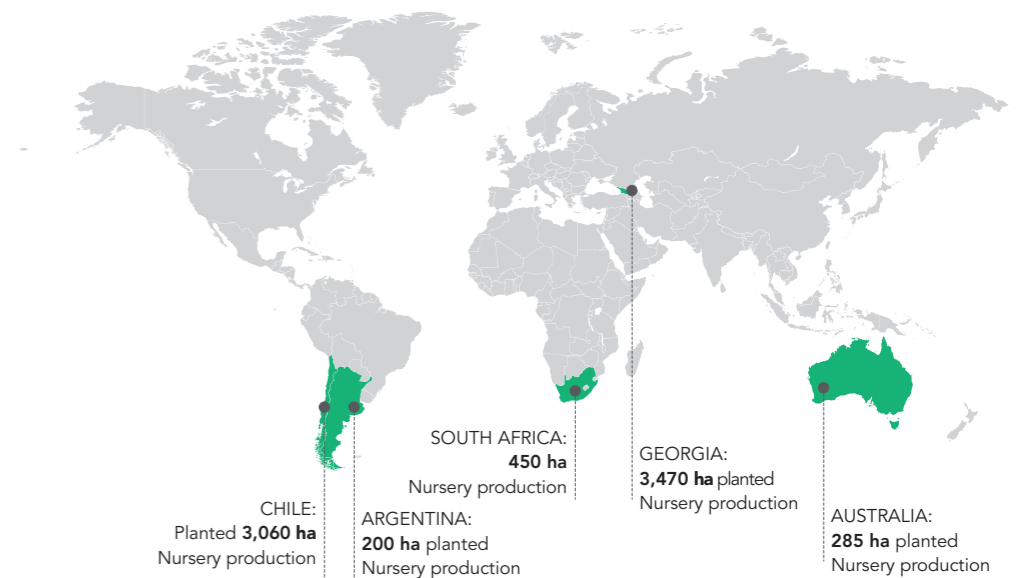 SOUTH AFRICA:
450 ha
Nursery production
GEORGIA:
3,470 ha planted
Nursery production
CHILE:
Planted 3,060 ha
Nursery production
ARGENTINA:
200 ha planted
Nursery production
AUSTRALIA:
285 ha planted
Nursery production